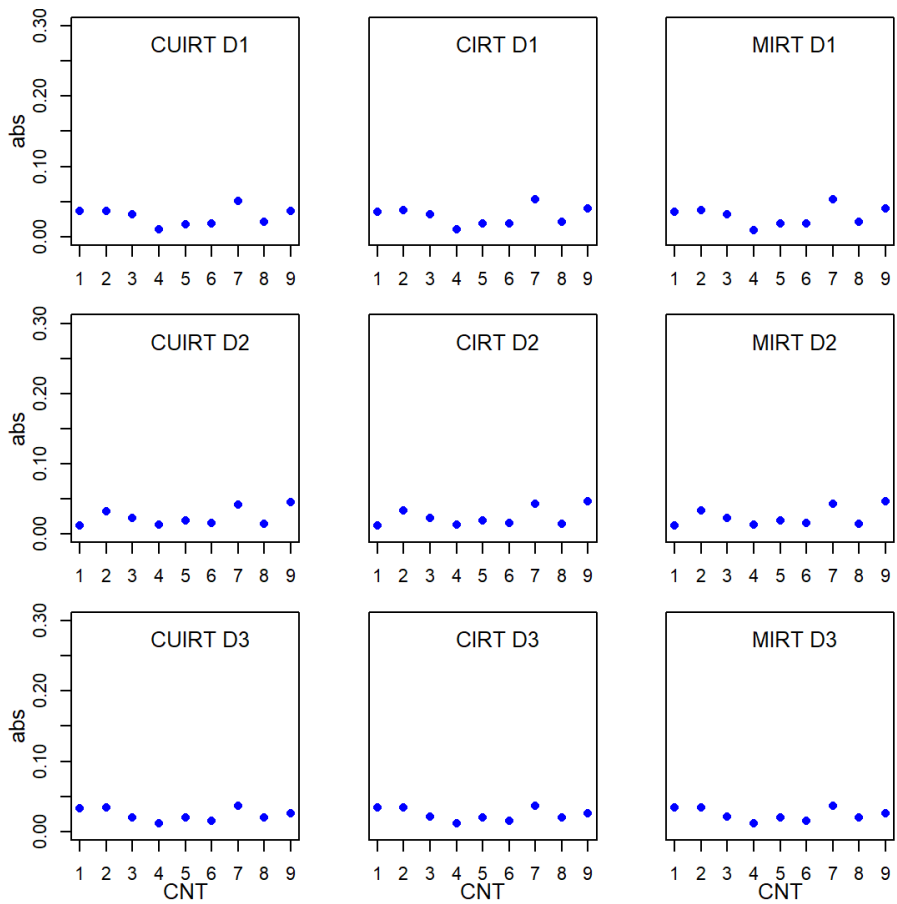 CUIRT D1
CIRT D1
MIRT D1
abs
0.00 0.10 0.20 0.30
1 2 3 4 5 6 7 8 9
1 2 3 4 5 6 7 8 9
1 2 3 4 5 6 7 8 9
CUIRT D2
CIRT D2
MIRT D2
abs
0.00 0.10 0.20 0.30
1 2 3 4 5 6 7 8 9
1 2 3 4 5 6 7 8 9
1 2 3 4 5 6 7 8 9
CUIRT D3
CIRT D3
MIRT D3
abs
0.00 0.10 0.20 0.30
1 2 3 4 5 6 7 8 9
1 2 3 4 5 6 7 8 9
1 2 3 4 5 6 7 8 9
CNT
CNT
CNT